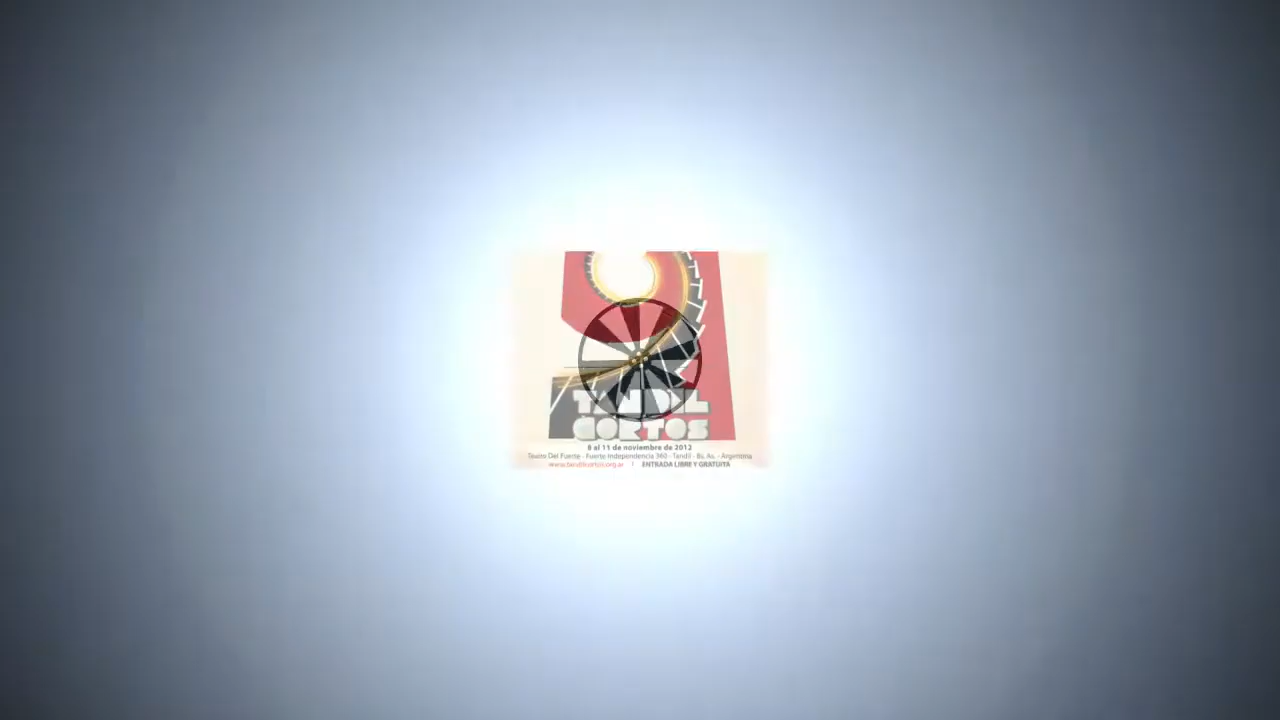 TANDIL
CORTOS
8 al 11 de noviembre de 2012
Teatro Del Fuerte - Fuerte Independencia 360 - Tandil - Bs. As. - Argentina
www.tandilcortos.org.ar | ENTRADA LIBRE Y GRATUITA